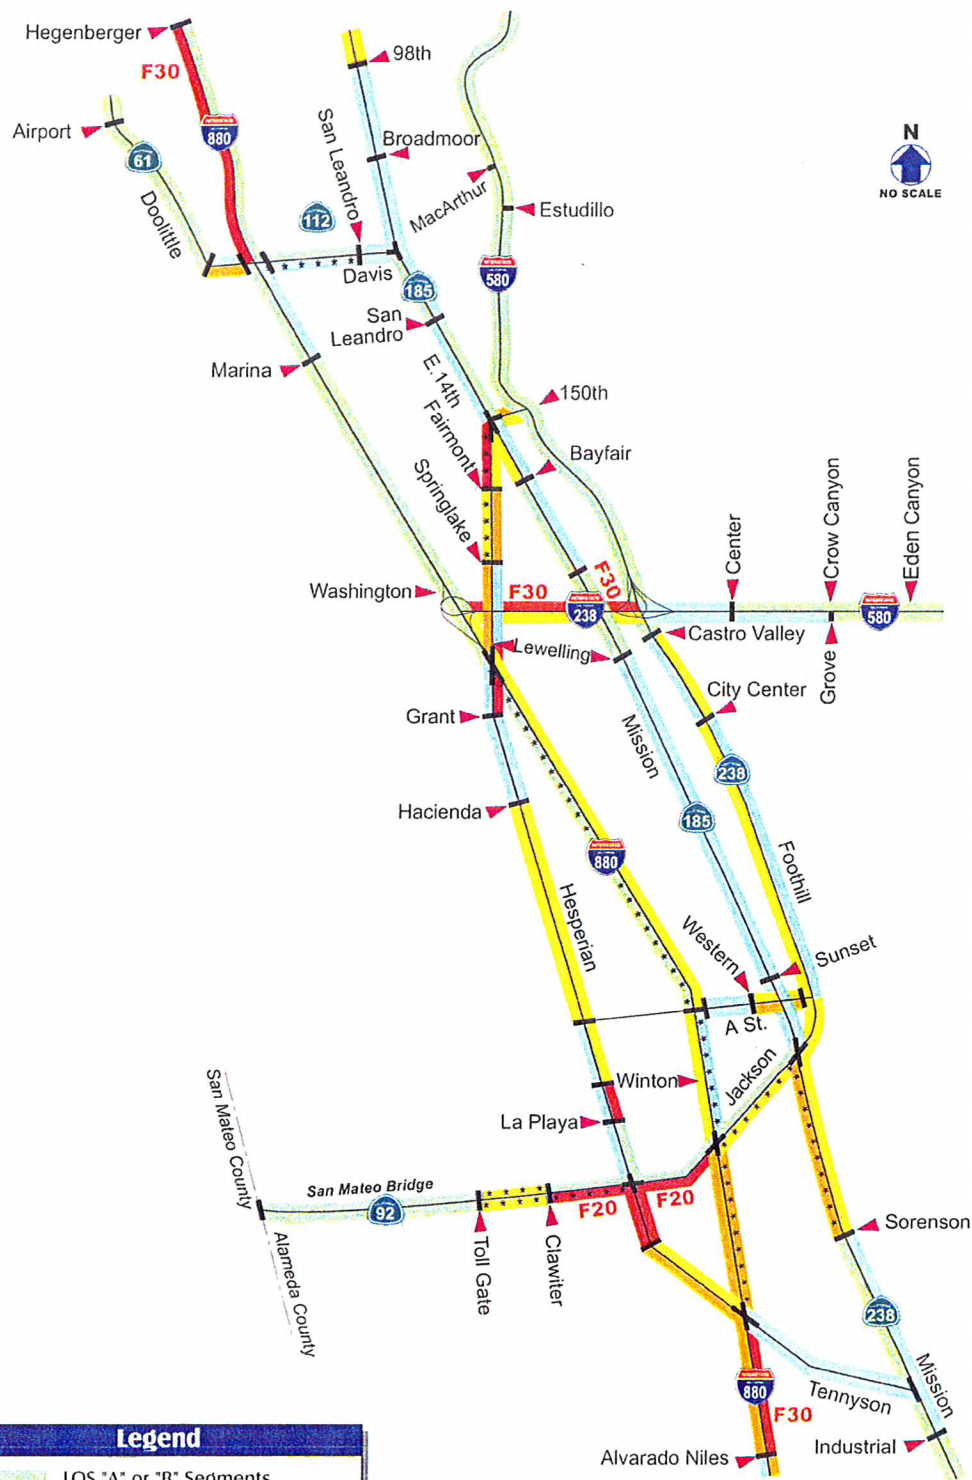 Hegenberger
F30
98th
Airport
INTERSTATE
880
61
Doolittle
San Leandro
Broadmoor
MacArthur
Estudillo
N
NO SCALE
112
580
Davis
185
San
Leandro
Marina
E.14th
150th
Fairmont
Bayfair
Springlake
Center
Crow Canyon
Eden Canyon
Washington
F30
F30
238
580
Lewelling
Castro Valley
Grove
City Center
Grant
Mission
238
Hacienda
185
880
Foothill
Hesperian
Western
Sunset
A St.
Winton
Jackson
La Playa
San Mateo County
San Mateo Bridge
92
F20
F20
Sorenson
Toll Gate
Clawiter
Alameda County
238
880
F30
Tennyson
Mission
Industrial
Alvarado Niles
Legend
LOS "A" or "B" Segments